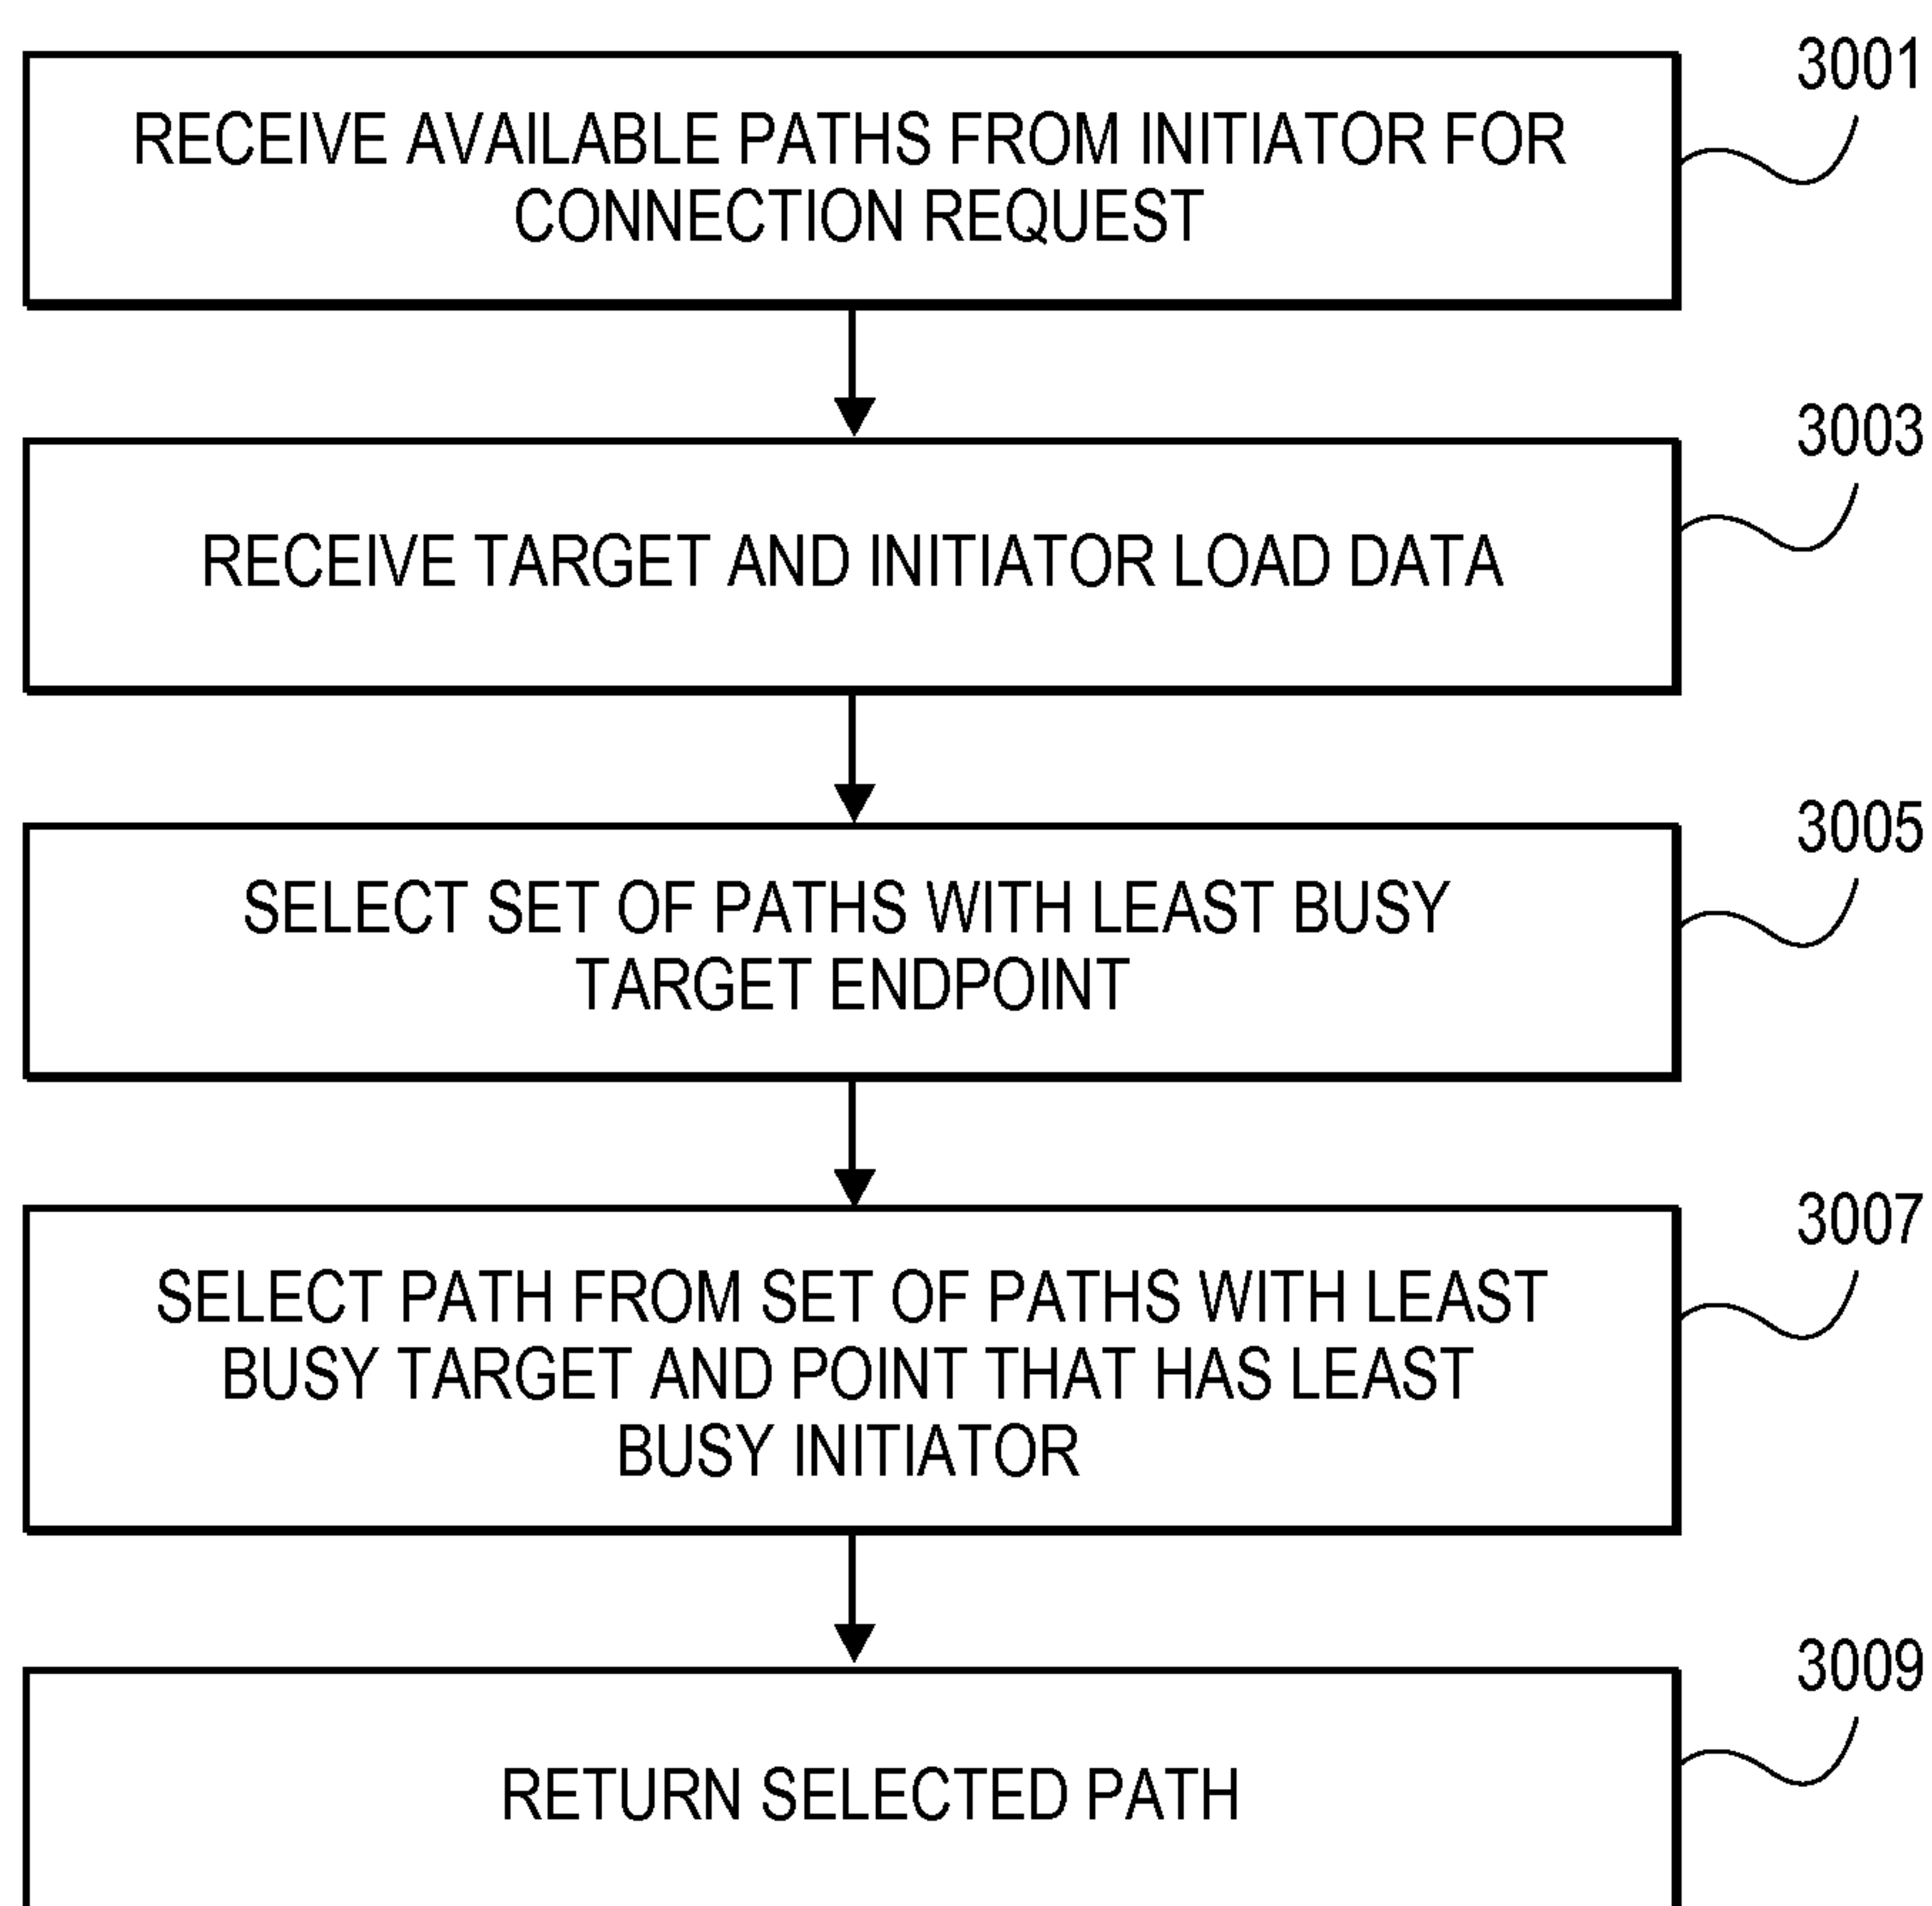 3001
RECEIVE AVAILABLE PATHS FROM INITIATOR FOR
CONNECTION REQUEST
3003
RECEIVE TARGET AND INITIATOR LOAD DATA
3005
SELECT SET OF PATHS WITH LEAST BUSY
TARGET ENDPOINT
3007
SELECT PATH FROM SET OF PATHS WITH LEAST
BUSY TARGET AND POINT THAT HAS LEAST
BUSY INITIATOR
3009
RETURN SELECTED PATH